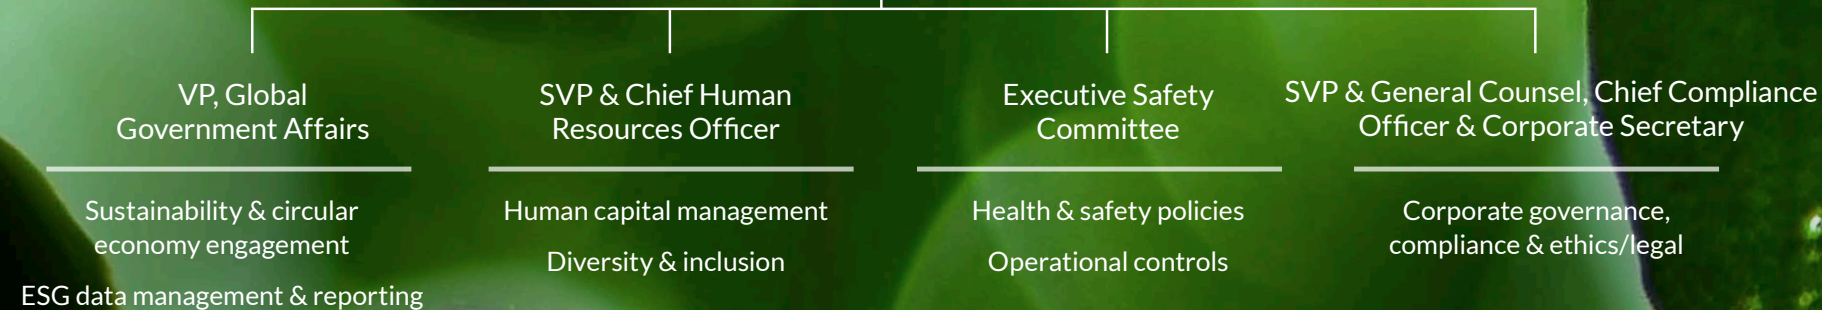 VP, Global
Government Affairs
Sustainability & circular
economy engagement
ESG data management & reporting
SVP & Chief Human
Resources Officer
Human capital management
Diversity & inclusion
Executive Safety
Committee
Health & safety policies
Operational controls
SVP & General Counsel, Chief Compliance
Officer & Corporate Secretary
Corporate governance,
compliance & ethics/legal